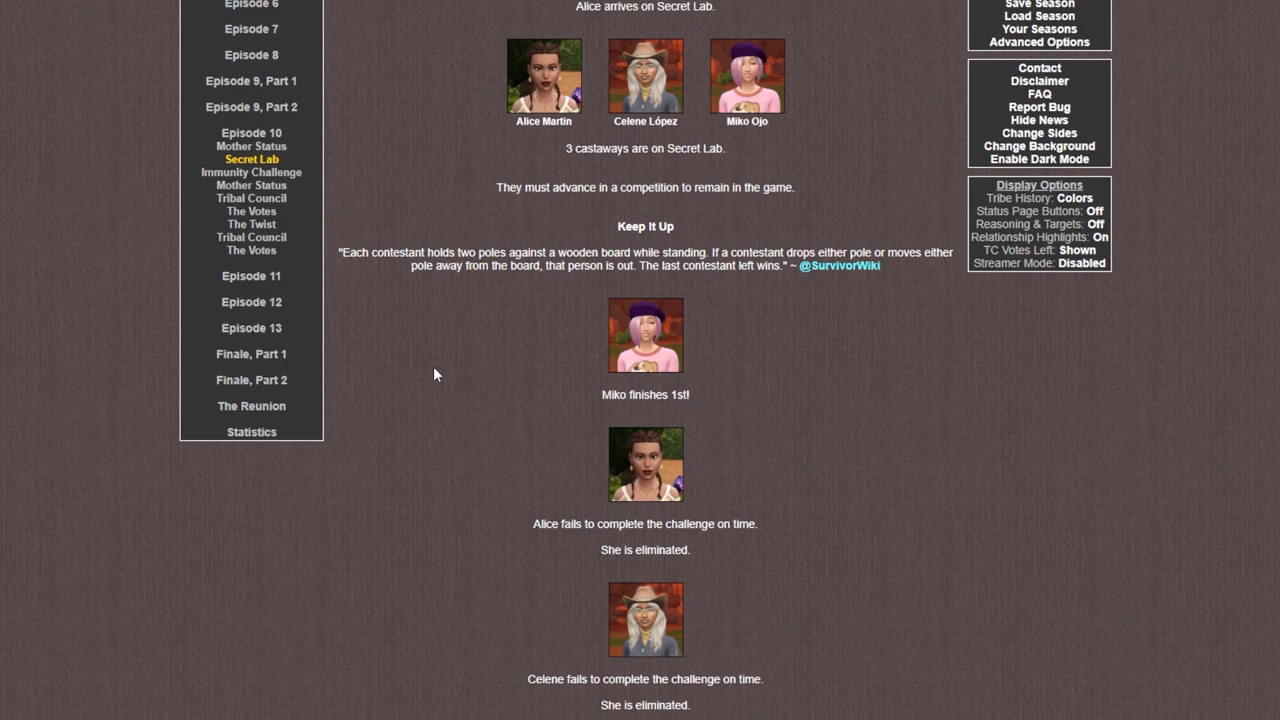 Episode 6
Episode 7
Episode 8
Episode 9, Part 1
Episode 9, Part 2
Episode 10
Mother Status
Secret Lab
Immunity Challenge
Mother Status
Tribal Council
The Votes
The Twist
Tribal Council
The Votes
Episode 11
Episode 12
Episode 13
Finale, Part 1
Finale, Part 2
The Reunion
Statistics
Alice arrives on Secret Lab.
Alice Martín Celene López Miko Ojo
3 castaways are on Secret Lab.
They must advance in a competition to remain in the game.
Keep It Up
"Each contestant holds two poles against a wooden board while standing. If a contestant drops either pole or moves either
pole away from the board, that person is out. The last contestant left wins." ~ @SurvivorWiki
Miko finishes 1st!
Alice fails to complete the challenge on time.
She is eliminated.
Celene fails to complete the challenge on time.
She is eliminated.
Save Season
Load Season
Your Seasons
Advanced Options
Contact
Disclaimer
FAQ
Report Bug
Hide News
Change Sides
Change Background
Enable Dark Mode
Display Options
Tribe History: Colors
Status Page Buttons: Off
Reasoning & Targets: Off
Relationship Highlights: On
TC Votes Left: Shown
Streamer Mode: Disabled